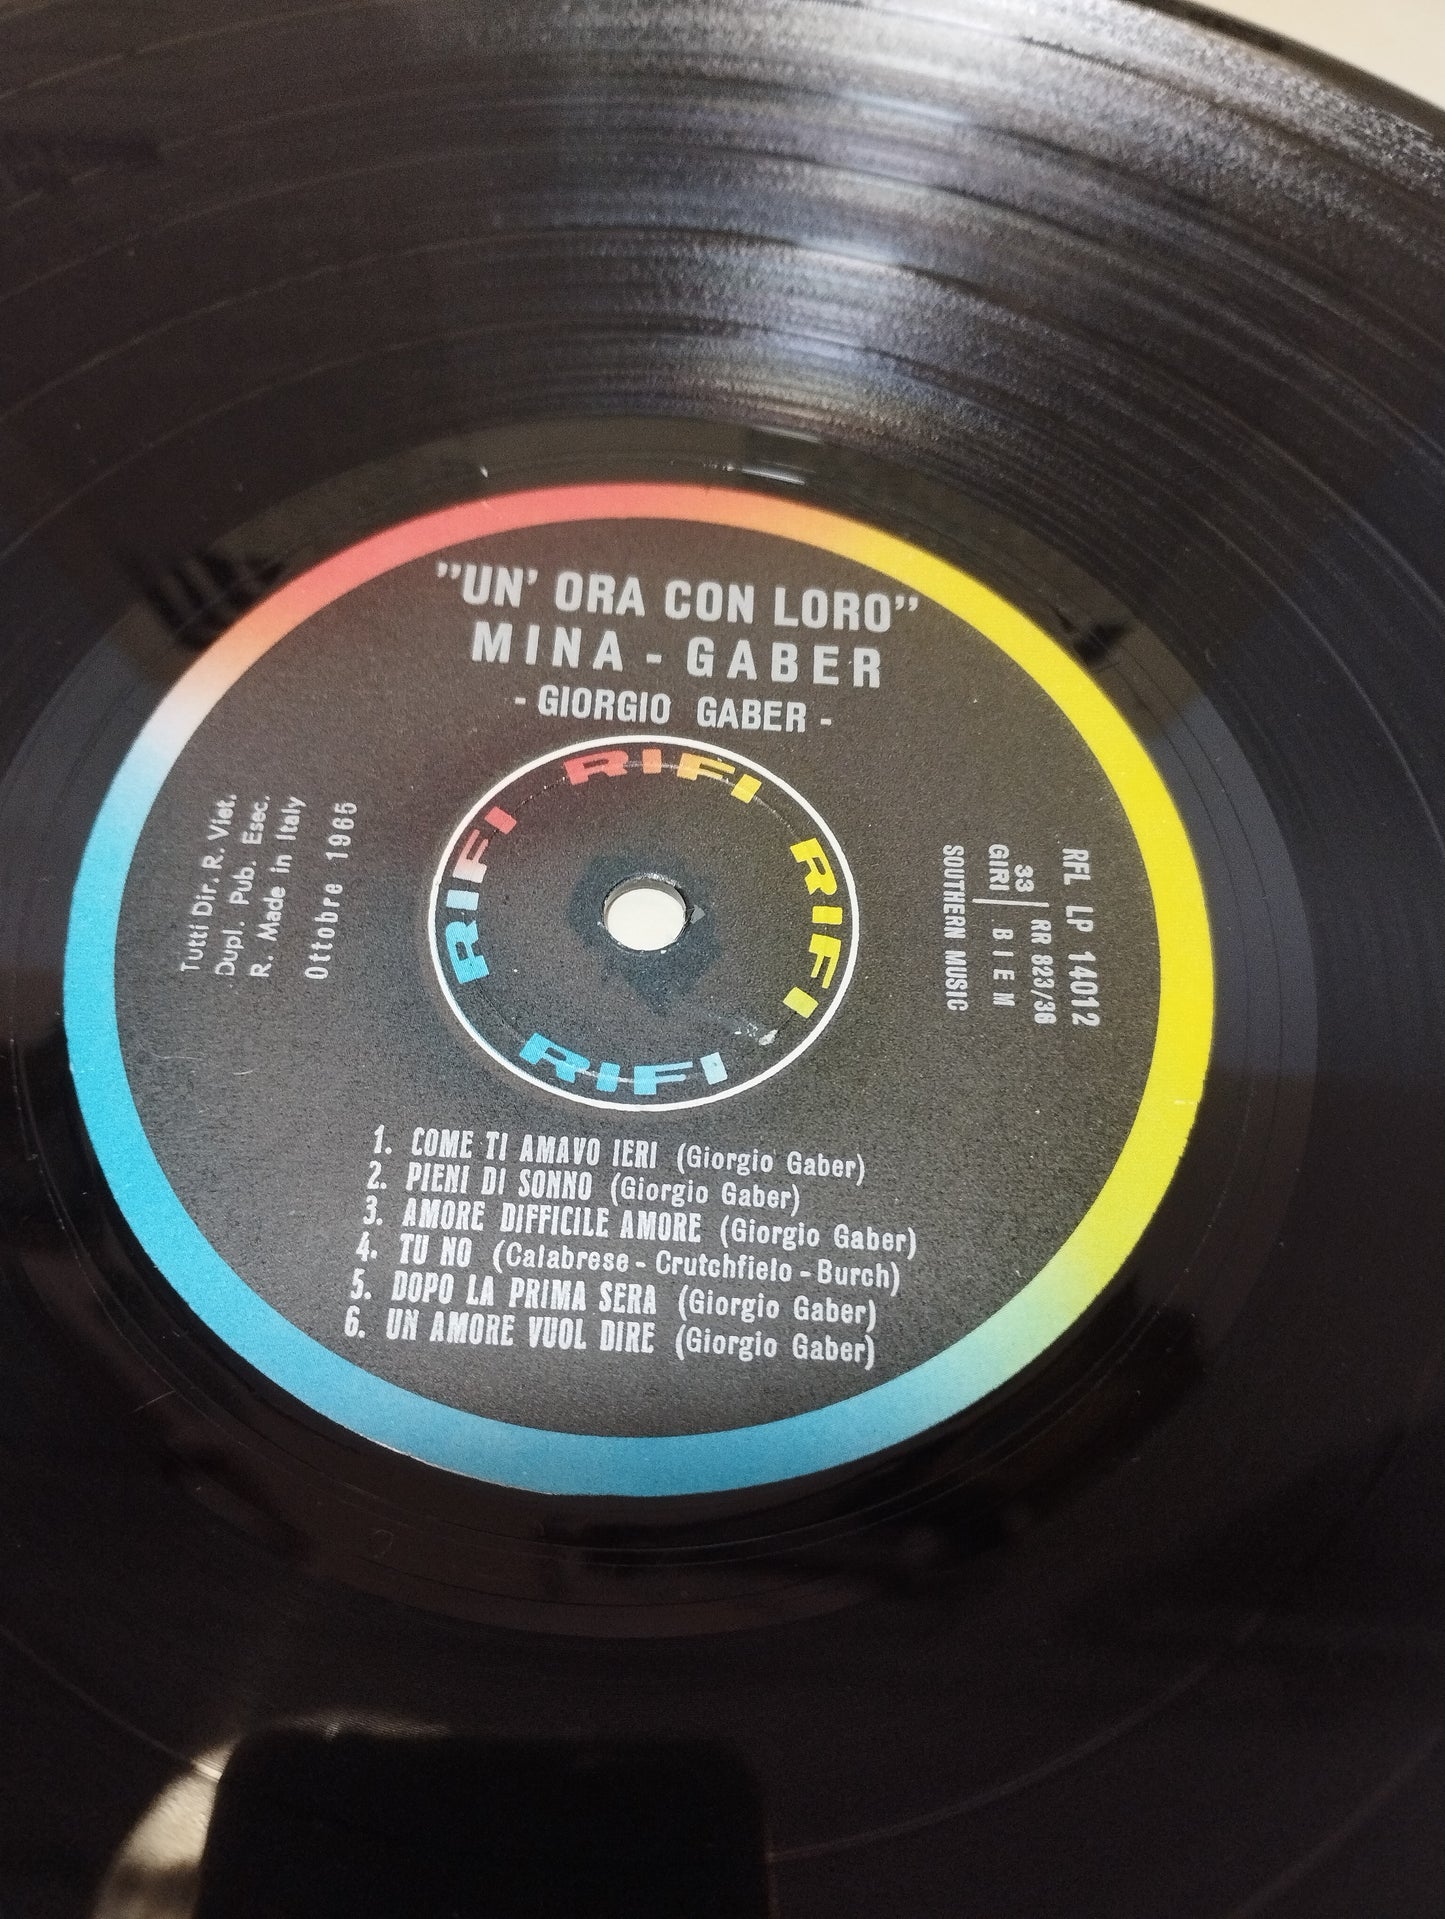 "UN' ORA CON LORO"
MINA - GABER
- GIORGIO GABER -
RIFI RIFI RIFI RIFI
Tutti Dir. R. Viet.
Dupl. Pub. Esec.
R. Made in Italy
Ottobre 1965
RFL LP 14012
33 GIRI
RR 823/36
BIEM
SOUTHERN MUSIC
1. COME TI AMAVO IERI (Giorgio Gaber)
2. PIENI DI SONNO (Giorgio Gaber)
3. AMORE DIFFICILE AMORE (Giorgio Gaber)
4. TU NO (Calabrese - Crutchfielo - Burch)
5. DOPO LA PRIMA SERA (Giorgio Gaber)
6. UN AMORE VUOL DIRE (Giorgio Gaber)